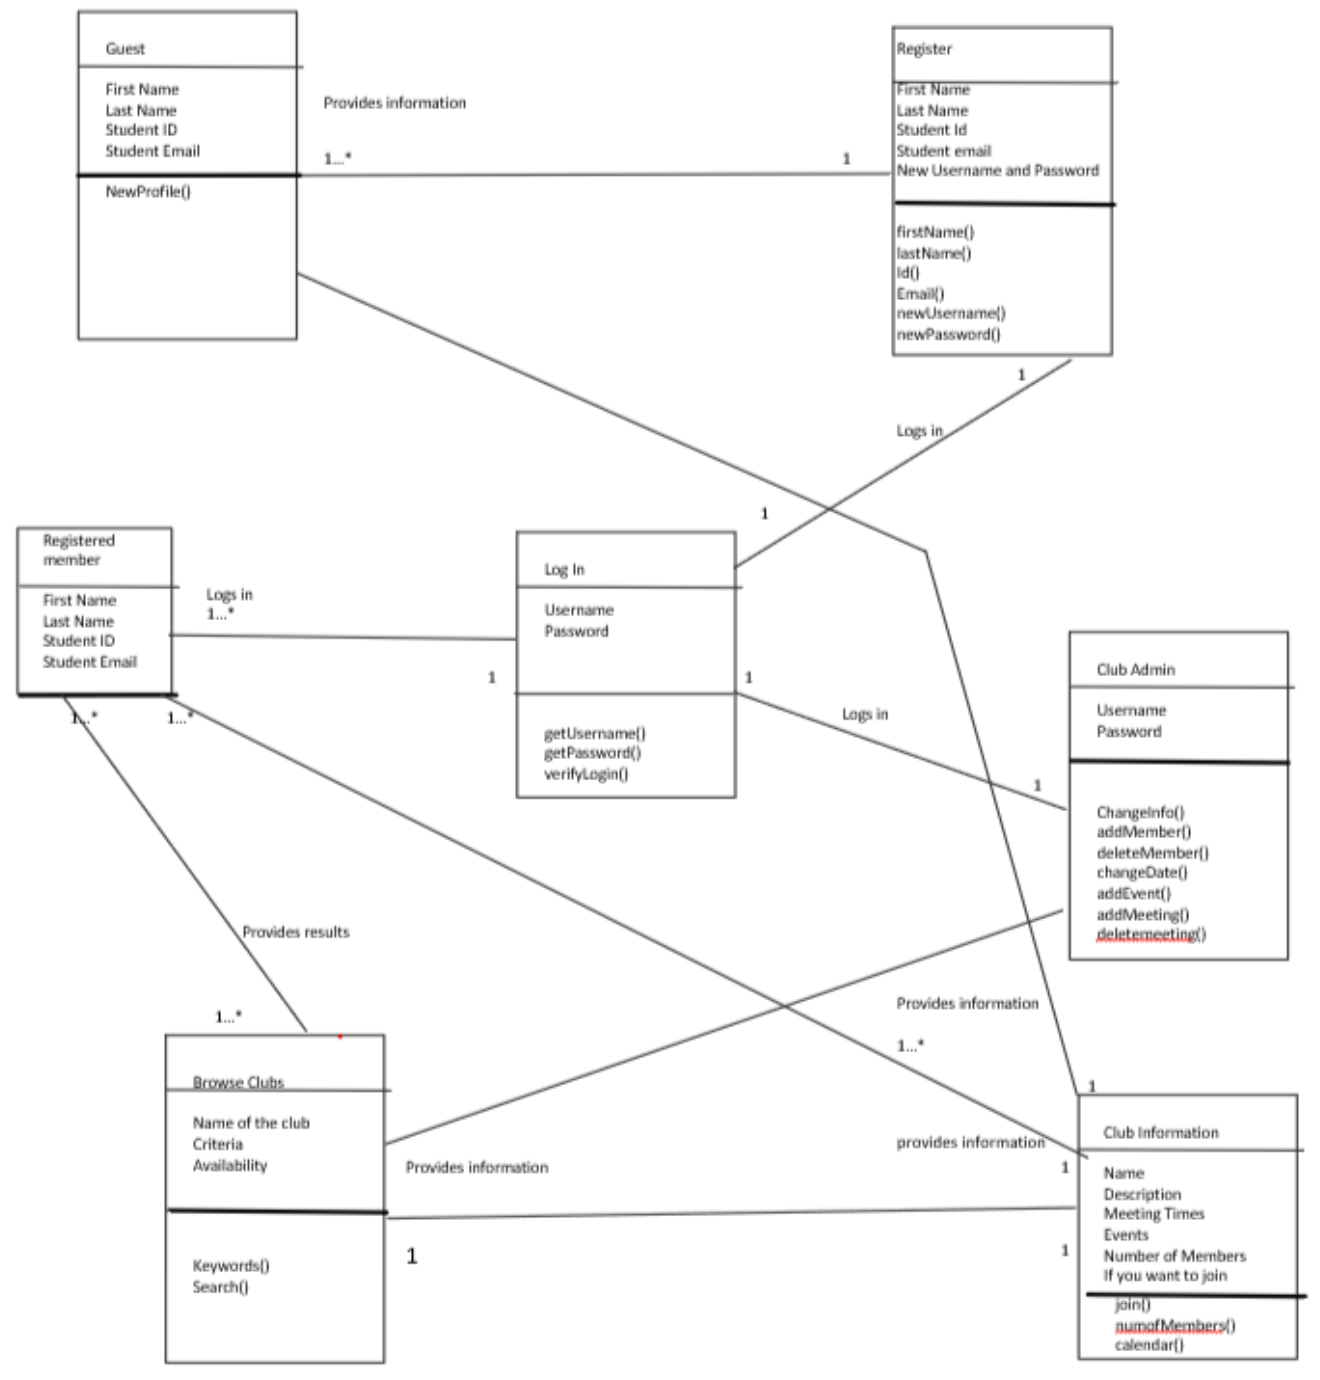 Guest
First Name
Last Name
Student ID
Student Email
NewProfile()
Provides information
1...*
1
Register
First Name
Last Name
Student Id
Student email
New Username and Password
firstName()
lastName()
Id()
Email()
newUsername()
newPassword()
1
Logs in
1
Registered
member
First Name
Last Name
Student ID
Student Email
Logs in
1...*
1
Log In
Username
Password
getUsername()
getPassword()
verifyLogin()
1
Logs in
1
Club Admin
Username
Password
ChangeInfo()
addMember()
deleteMember()
changeDate()
addEvent()
addMeeting()
deletemeeting()
1...*
1...*
Provides results
1...*
Browse Clubs
Name of the club
Criteria
Availability
Keywords()
Search()
Provides information
1
Provides information
1...*
provides information
1
1
1
Club Information
Name
Description
Meeting Times
Events
Number of Members
If you want to join
join()
numofMembers()
calendar()